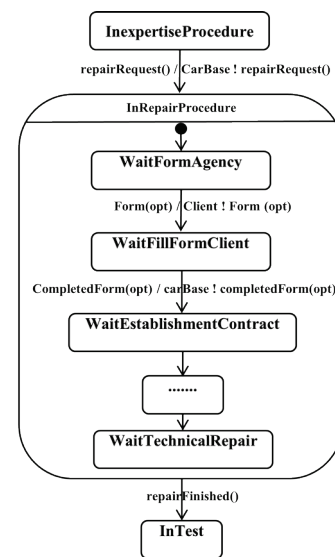 InexpertiseProcedure
repairRequest() / CarBase ! repairRequest()
InRepairProcedure
WaitFormAgency
Form(opt) / Client ! Form (opt)
WaitFillFormClient
CompletedForm(opt) / carBase ! completedForm(opt)
WaitEstablishmentContract
.......
WaitTechnicalRepair
repairFinished()
InTest